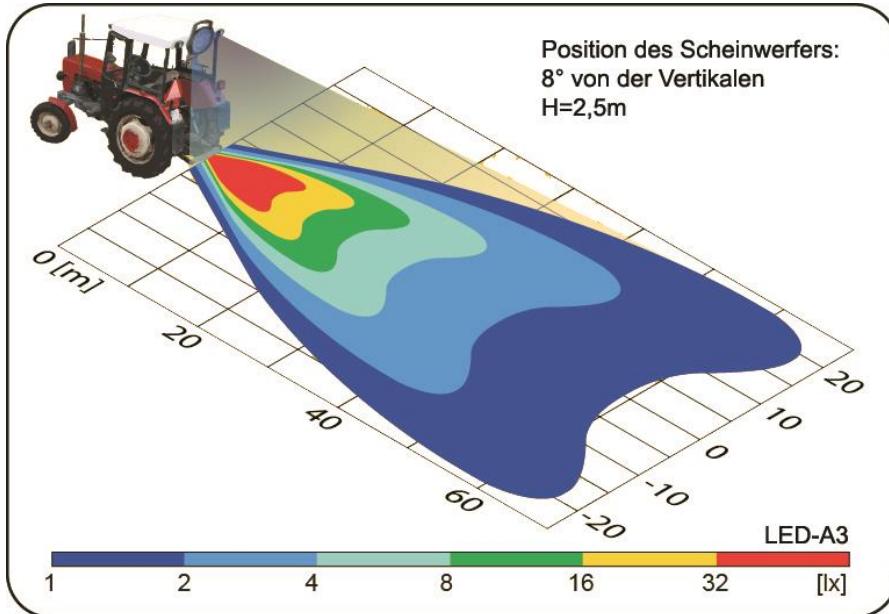 Position des Scheinwerfers:
8° von der Vertikalen
H=2,5m
0 [m]
20
40
60
20
10
0
-10
-20
LED-A3
1 2 4 8 16 32 [lx]